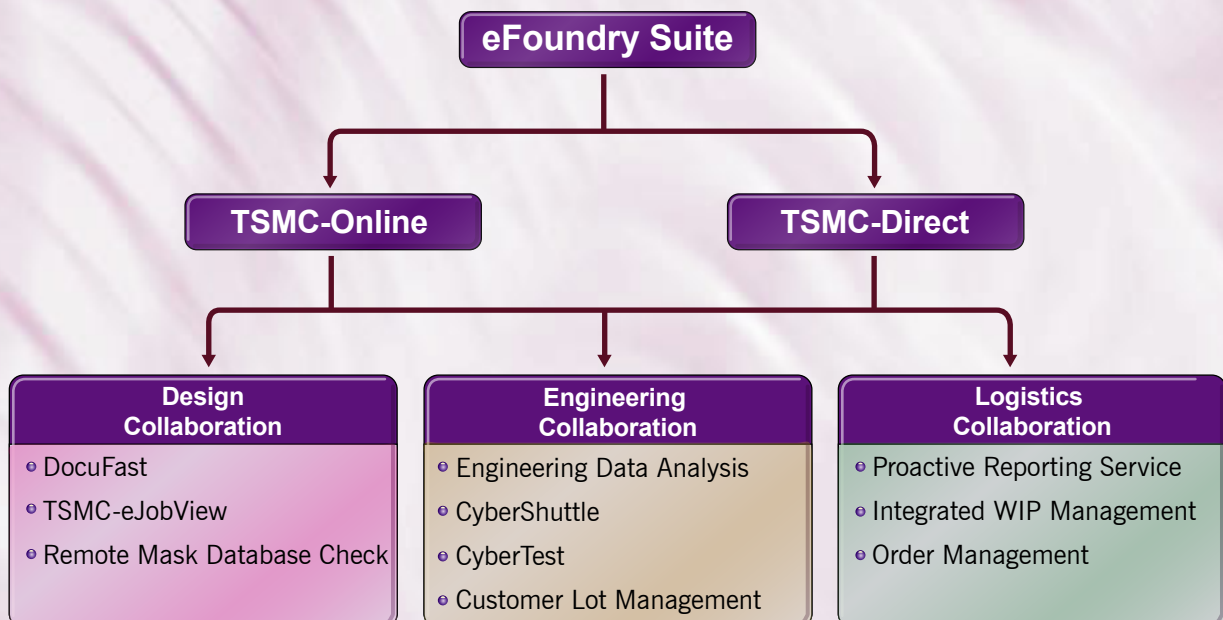 eFoundry Suite
TSMC-Online
TSMC-Direct
Design
Collaboration
DocuFast
TSMC-eJobView
Remote Mask Database Check
Engineering
Collaboration
Engineering Data Analysis
CyberShuttle
CyberTest
Customer Lot Management
Logistics
Collaboration
Proactive Reporting Service
Integrated WIP Management
Order Management